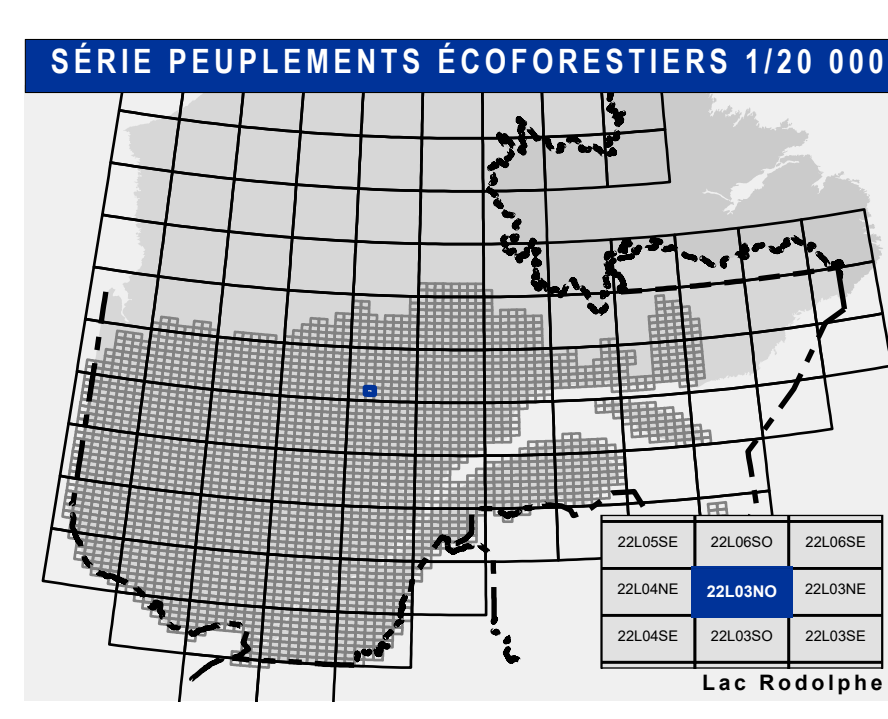 SÉRIE PEUPLEMENTS ÉCOFORESTIERS 1/20 000
22L05SE 22L06SO 22L06SE
22L04NE 22L03NO 22L03NE
22L04SE 22L03SO 22L03SE
Lac Rodolphe